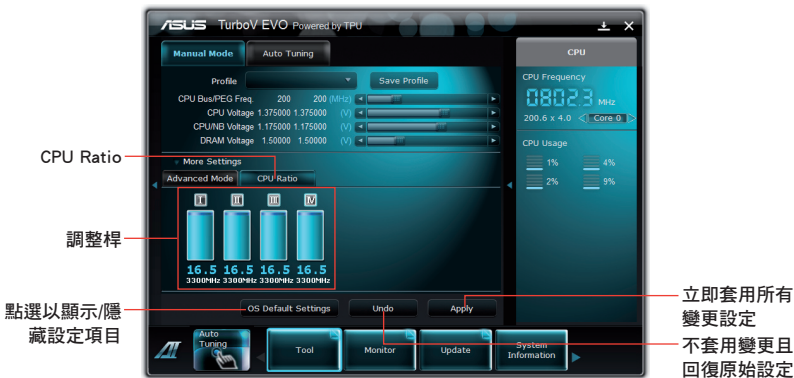 ASUS TurboV EVO Powered by TPU
Manual Mode Auto Tuning
Profile Save Profile
CPU Bus/PEG Freq. 200 200 (MHz)
CPU Voltage 1.375000 1.375000 (V)
CPU/NB Voltage 1.175000 1.175000 (V)
DRAM Voltage 1.50000 1.50000 (V)
More Settings
Advanced Mode CPU Ratio
I II III IV
16.5 16.5 16.5 16.5
3300MHz 3300MHz 3300MHz 3300MHz
OS Default Settings Undo Apply
Auto Tuning
Tool
Monitor
Update
System Information
CPU
CPU Frequency
0802.3 MHz
200.6 x 4.0 Core 0
CPU Usage
1% 4%
2% 9%
CPU Ratio
調整桿
點選以顯示/隱
藏設定項目
立即套用所有
變更設定
不套用變更且
回復原始設定